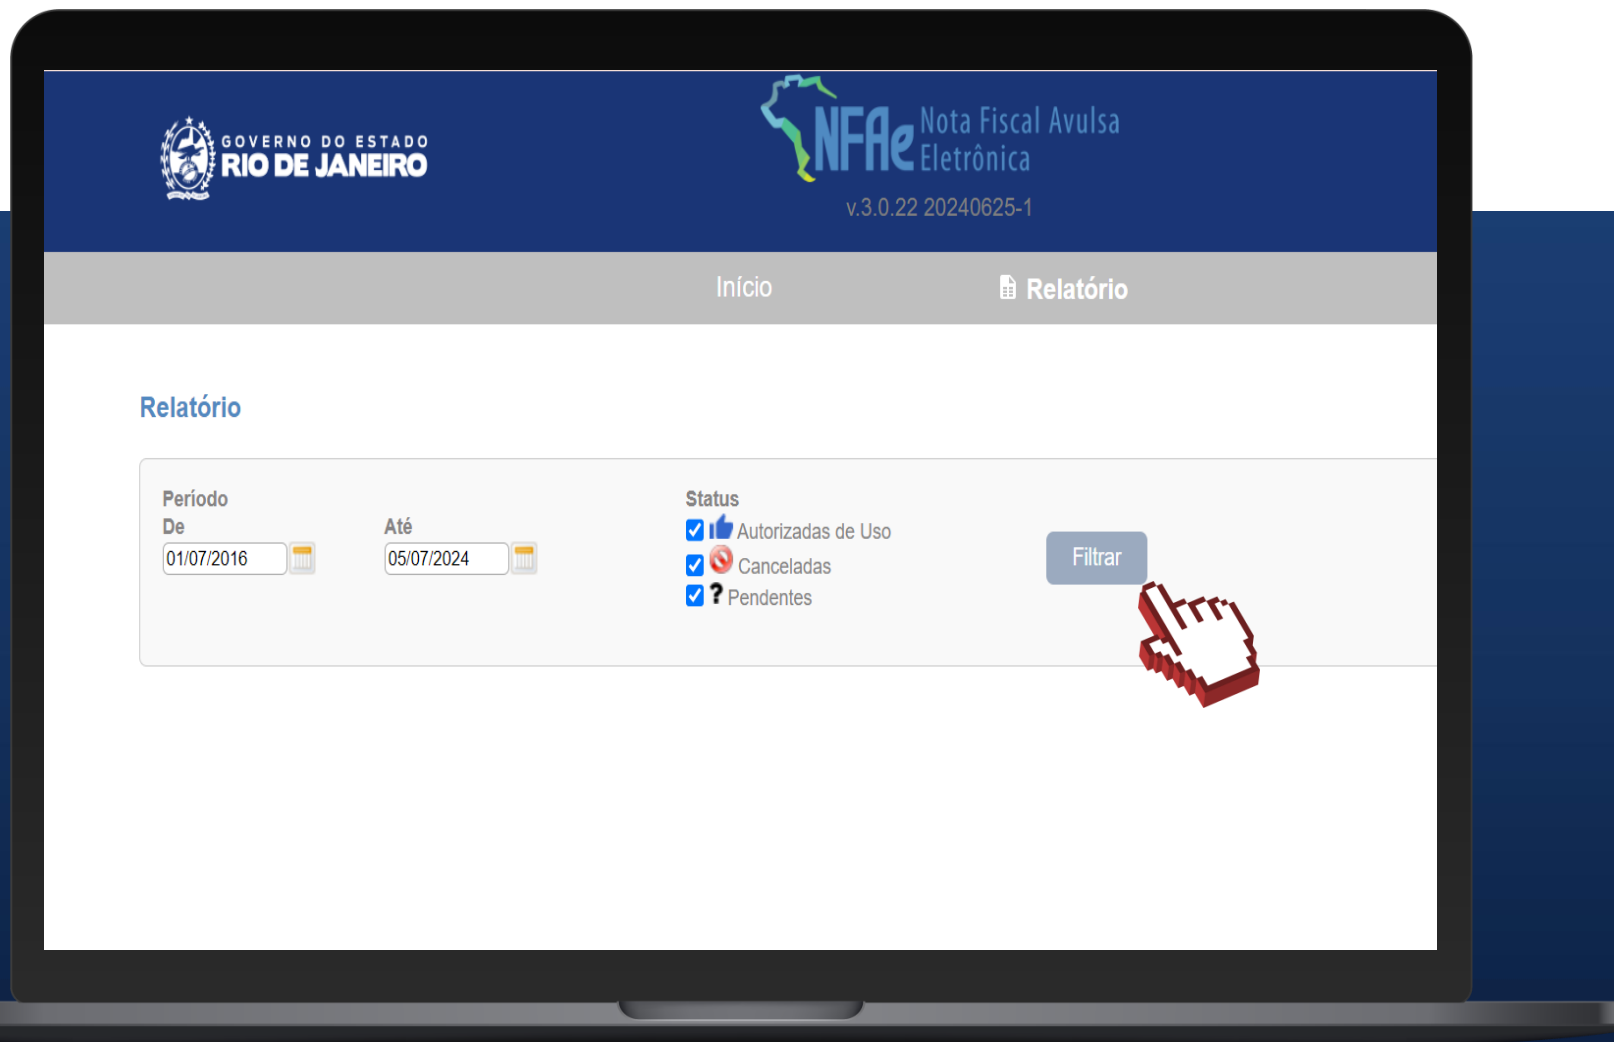 GOVERNO DO ESTADO
RIO DE JANEIRO
NFAe
Nota Fiscal Avulsa
Eletrônica
v.3.0.22 20240625-1
Início
Relatório
Relatório
Período
De
Até
01/07/2016
05/07/2024
Status
Autorizadas de Uso
Canceladas
? Pendentes
Filtrar